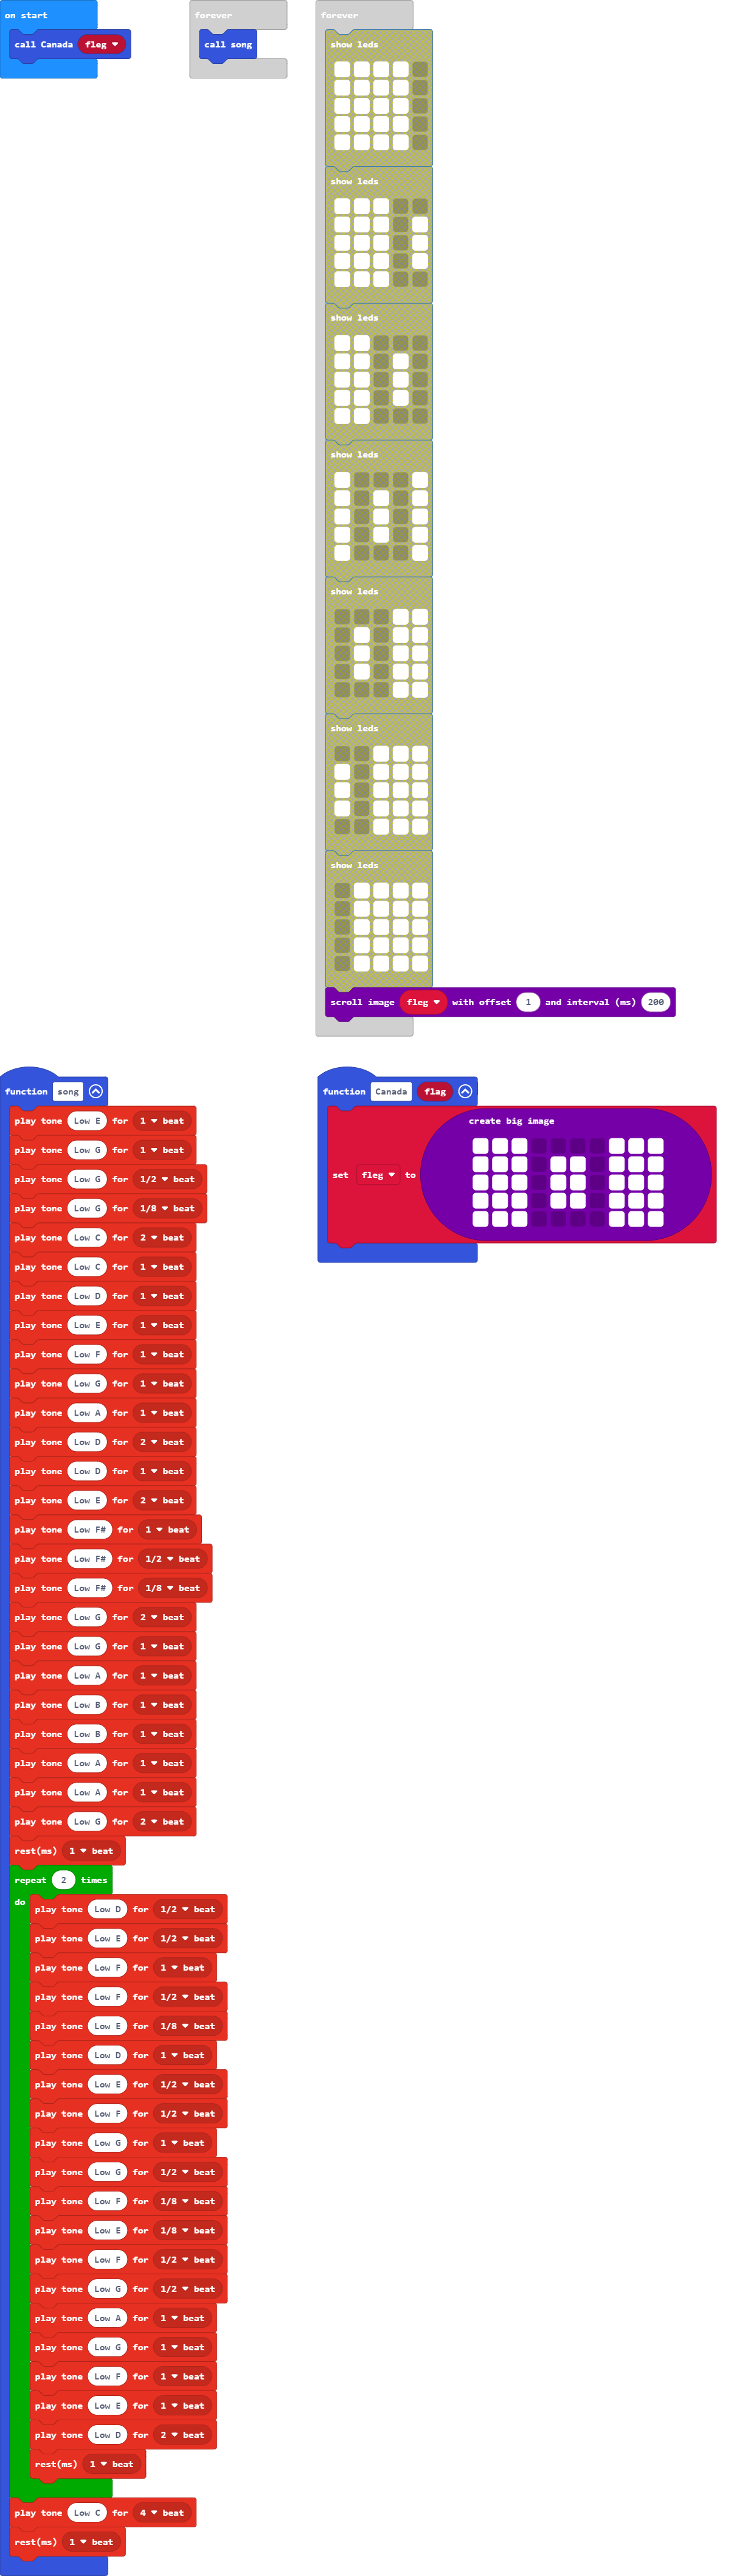 on start
call Canada fleg
forever
call song
forever
show leds
show leds
show leds
show leds
show leds
show leds
show leds
scroll image fleg with offset 1 and interval (ms) 200
function song
play tone Low E for 1 beat
play tone Low G for 1 beat
play tone Low G for 1/2 beat
play tone Low G for 1/8 beat
play tone Low C for 2 beat
play tone Low C for 1 beat
play tone Low D for 1 beat
play tone Low E for 1 beat
play tone Low F for 1 beat
play tone Low G for 1 beat
play tone Low A for 1 beat
play tone Low D for 2 beat
play tone Low D for 1 beat
play tone Low E for 2 beat
play tone Low F# for 1 beat
play tone Low F# for 1/2 beat
play tone Low F# for 1/8 beat
play tone Low G for 2 beat
play tone Low G for 1 beat
play tone Low A for 1 beat
play tone Low B for 1 beat
play tone Low B for 1 beat
play tone Low A for 1 beat
play tone Low A for 1 beat
play tone Low G for 2 beat
rest(ms) 1 beat
repeat 2 times
do
play tone Low D for 1/2 beat
play tone Low E for 1/2 beat
play tone Low F for 1 beat
play tone Low F for 1/2 beat
play tone Low E for 1/8 beat
play tone Low D for 1 beat
play tone Low E for 1/2 beat
play tone Low F for 1/2 beat
play tone Low G for 1 beat
play tone Low G for 1/2 beat
play tone Low F for 1/8 beat
play tone Low E for 1/8 beat
play tone Low F for 1/2 beat
play tone Low G for 1/2 beat
play tone Low A for 1 beat
play tone Low G for 1 beat
play tone Low F for 1 beat
play tone Low E for 1 beat
play tone Low D for 2 beat
rest(ms) 1 beat
play tone Low C for 4 beat
rest(ms) 1 beat
function Canada flag
create big image
set fleg to